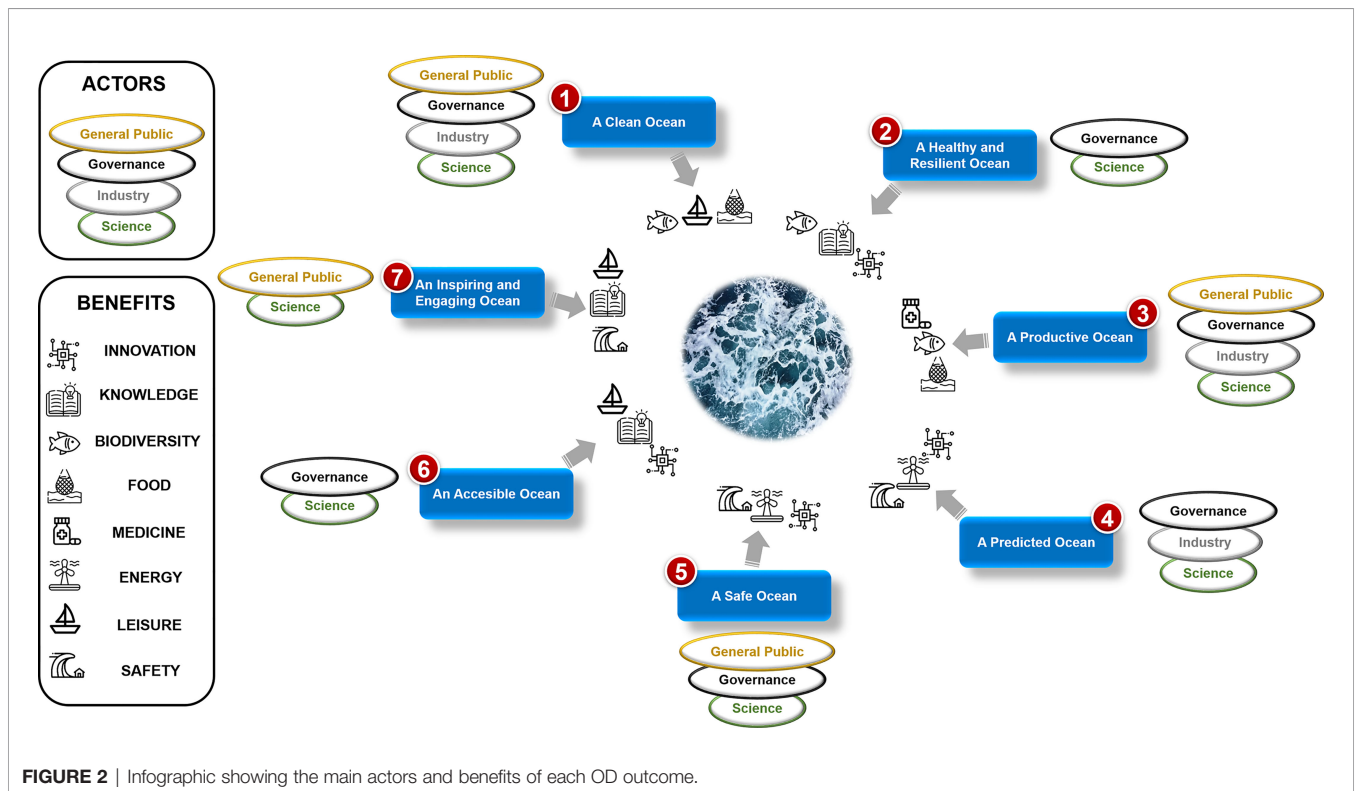 ACTORS
General Public
Governance
Industry
Science
BENEFITS
INNOVATION
KNOWLEDGE
BIODIVERSITY
FOOD
MEDICINE
ENERGY
LEISURE
SAFETY
General Public
Governance
Industry
Science
1
A Clean Ocean
2
A Healthy and
Resilient Ocean
Governance
Science
3
A Productive Ocean
General Public
Governance
Industry
Science
4
A Predicted Ocean
Governance
Industry
Science
5
A Safe Ocean
General Public
Governance
Science
6
An Accesible Ocean
Governance
Science
7
An Inspiring and
Engaging Ocean
General Public
Science
FIGURE 2 | Infographic showing the main actors and benefits of each OD outcome.